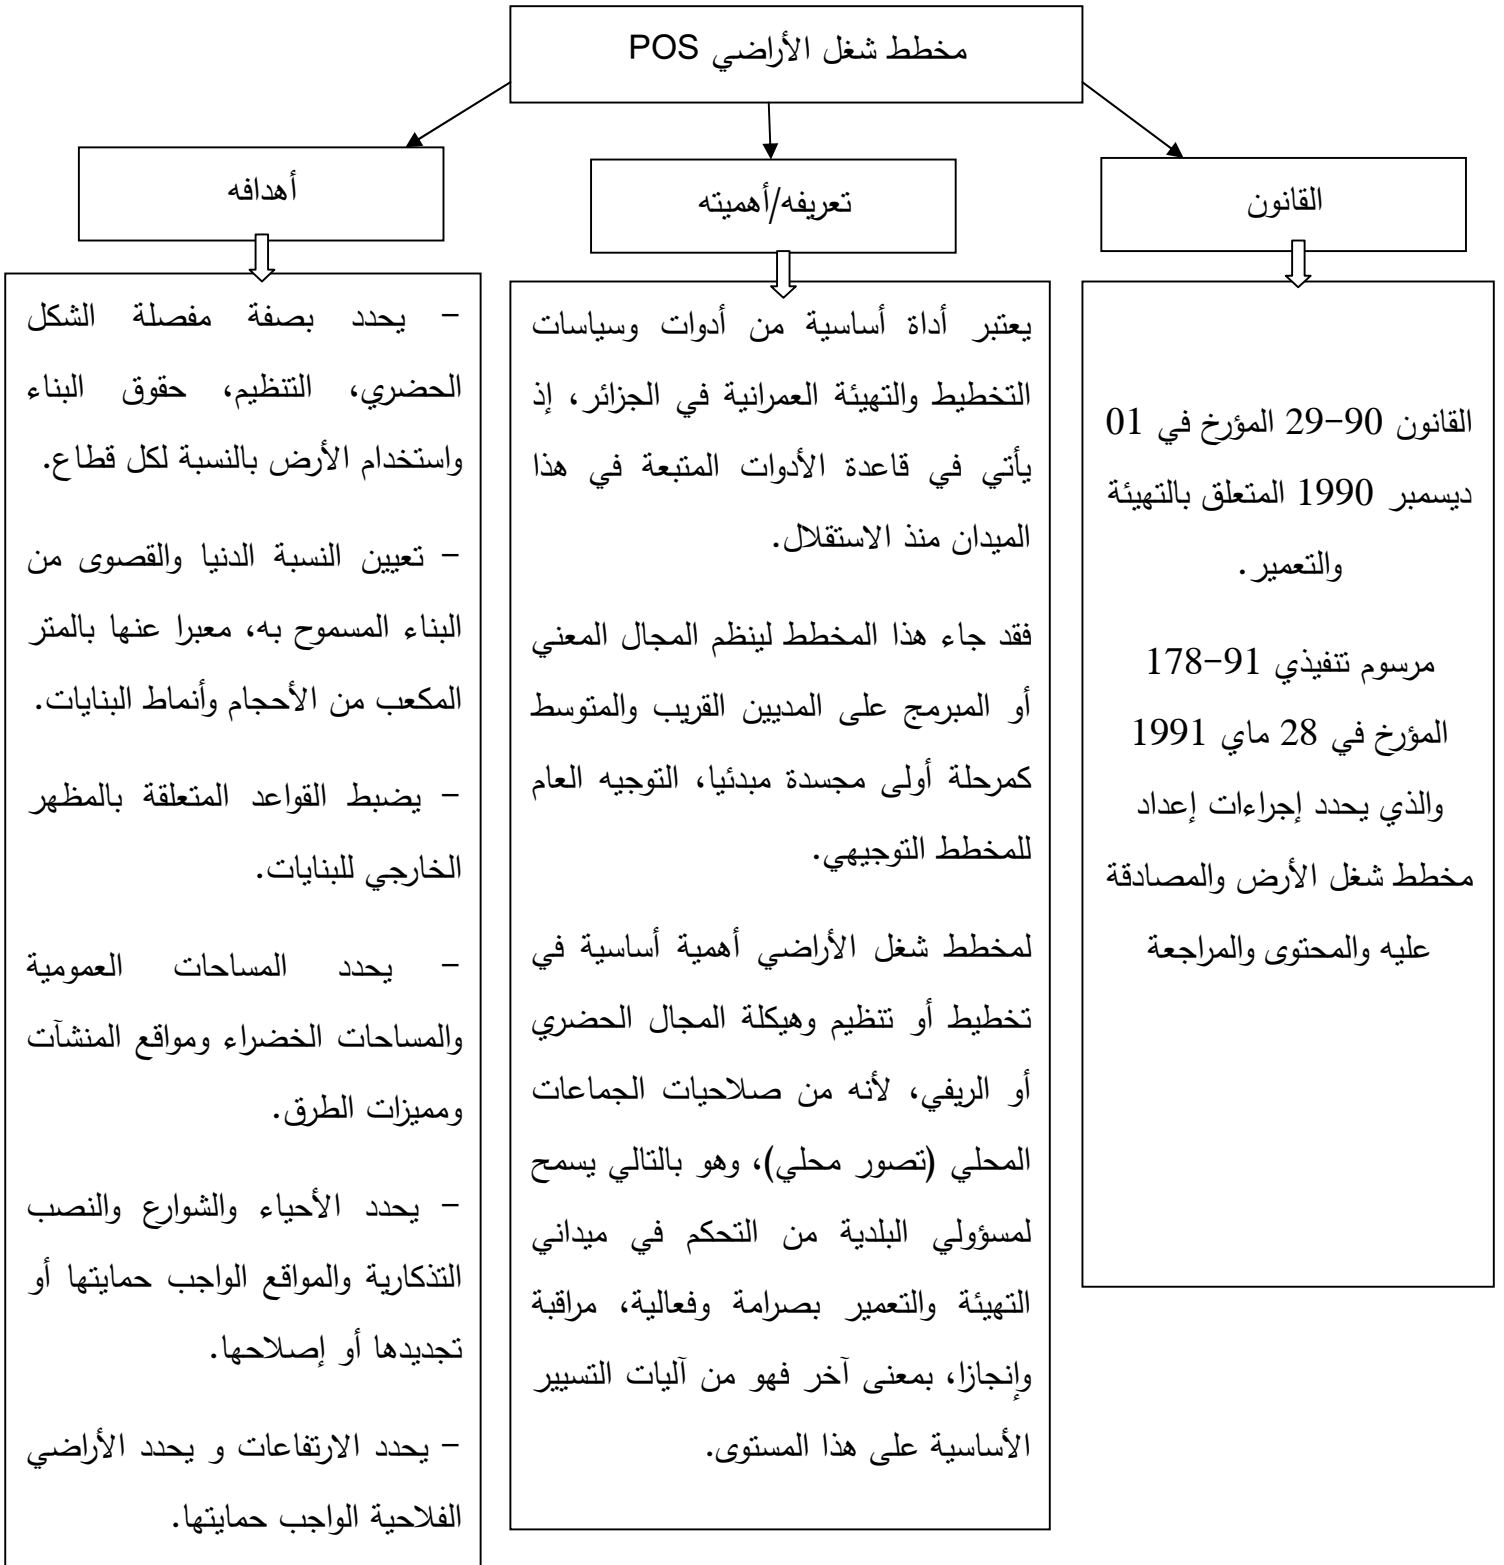 مخطط شغل الأراضي POS
القانون
تعريفه/أهميته
أهدافه
القانون 90-29 المؤرخ في 01
ديسمبر 1990 المتعلق بالتهيئة
والتعمير.
مرسوم تنفيذي 91-178
المؤرخ في 28 ماي 1991
والذي يحدد إجراءات إعداد
مخطط شغل الأرض والمصادقة
عليه والمحتوى والمراجعة
يعتبر أداة أساسية من أدوات وسياسات
التخطيط والتهيئة العمرانية في الجزائر، إذ
يأتي في قاعدة الأدوات المتبعة في هذا
الميدان منذ الاستقلال.
فقد جاء هذا المخطط لينظم المجال المعني
أو المبرمج على المديين القريب والمتوسط
كمرحلة أولى مجسدة مبدئيا، التوجيه العام
للمخطط التوجيهي.
لمخطط شغل الأراضي أهمية أساسية في
تخطيط أو تنظيم وهيكلة المجال الحضري
أو الريفي، لأنه من صلاحيات الجماعات
المحلي (تصور محلي)، وهو بالتالي يسمح
لمسؤولي البلدية من التحكم في ميداني
التهيئة والتعمير بصرامة وفعالية، مراقبة
وإنجازا، بمعنى آخر فهو من آليات التسيير
الأساسية على هذا المستوى.
- يحدد بصفة مفصلة الشكل
الحضري، التنظيم، حقوق البناء
واستخدام الأرض بالنسبة لكل قطاع.
- تعيين النسبة الدنيا والقصوى من
البناء المسموح به، معبرا عنها بالمتر
المكعب من الأحجام وأنماط البنايات.
- يضبط القواعد المتعلقة بالمظهر
الخارجي للبنايات.
- يحدد المساحات العمومية
والمساحات الخضراء ومواقع المنشآت
ومميزات الطرق.
- يحدد الأحياء والشوارع والنصب
التذكارية والمواقع الواجب حمايتها أو
تجديدها أو إصلاحها.
- يحدد الارتفاعات و يحدد الأراضي
الفلاحية الواجب حمايتها.